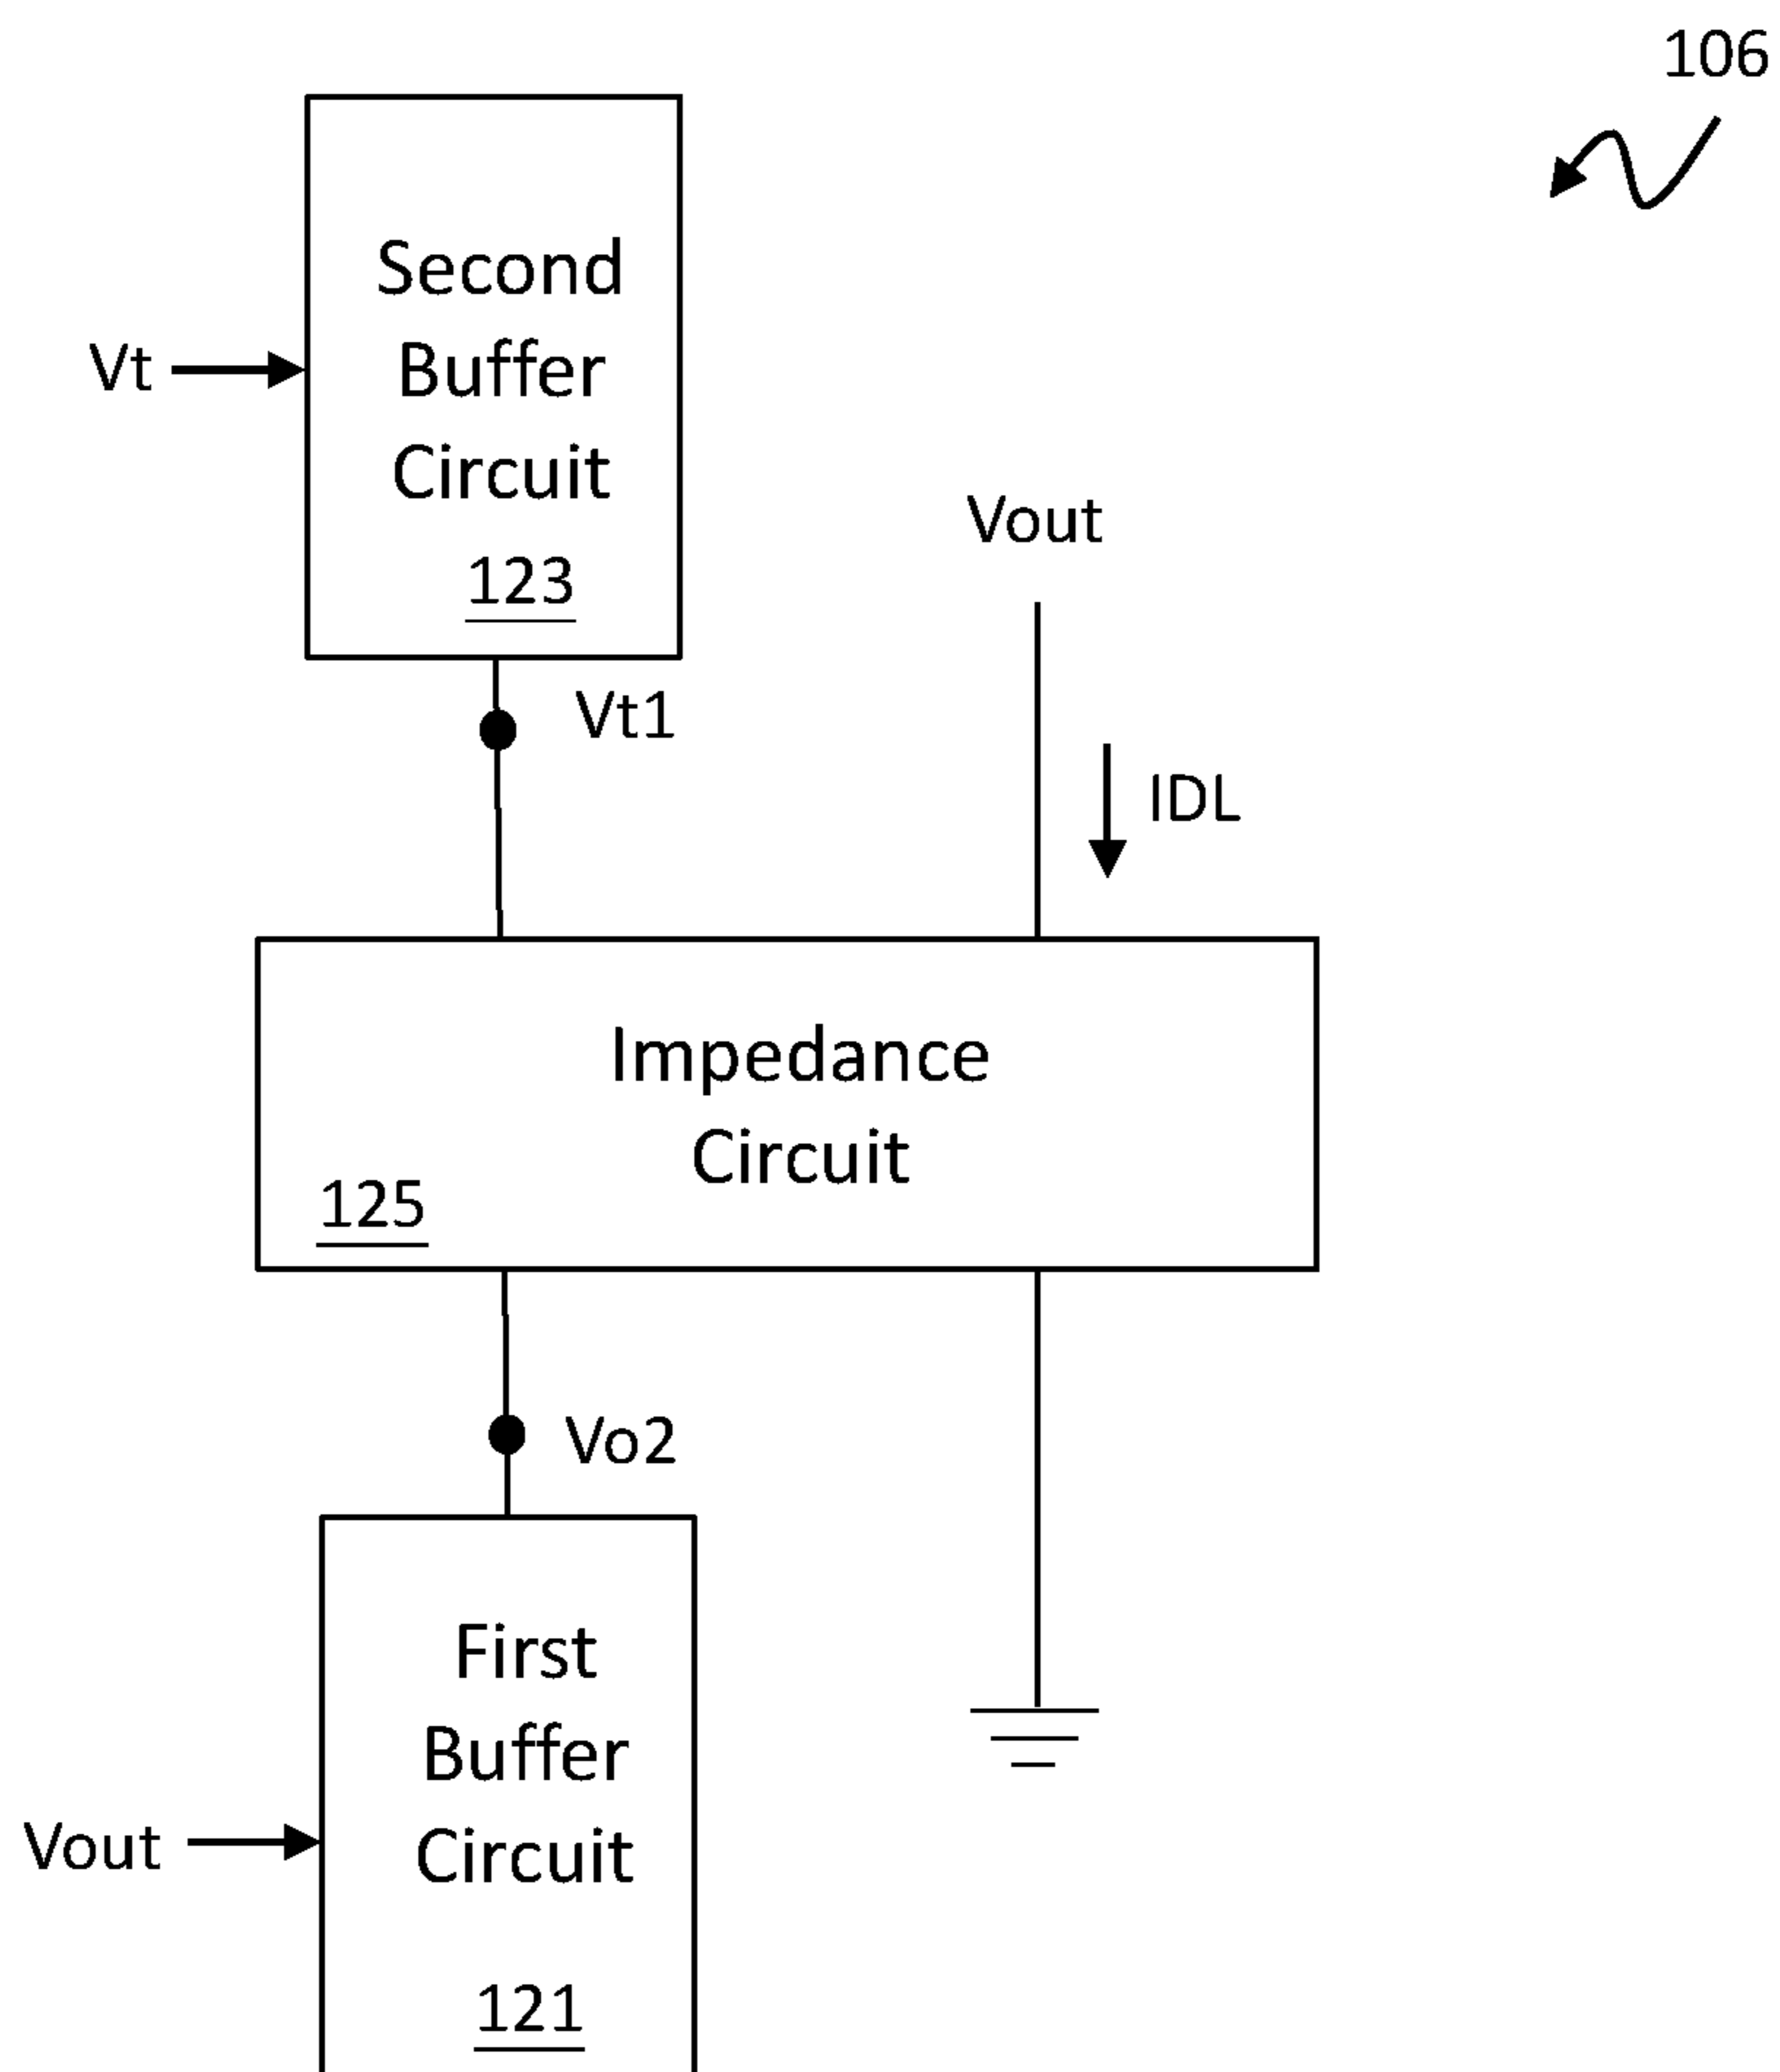 106
Second
Buffer
Circuit
Vt
123
Vout
Vt1
IDL
Impedance
Circuit
125
Vo2
First
Buffer
Circuit
Vout
121